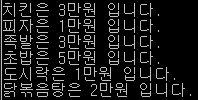 치킨은 3만원 입니다.
피자은 1만원 입니다.
족발은 3만원 입니다.
초밥은 5만원 입니다.
도시락은 1만원 입니다.
닭볶음탕은 2만원 입니다.